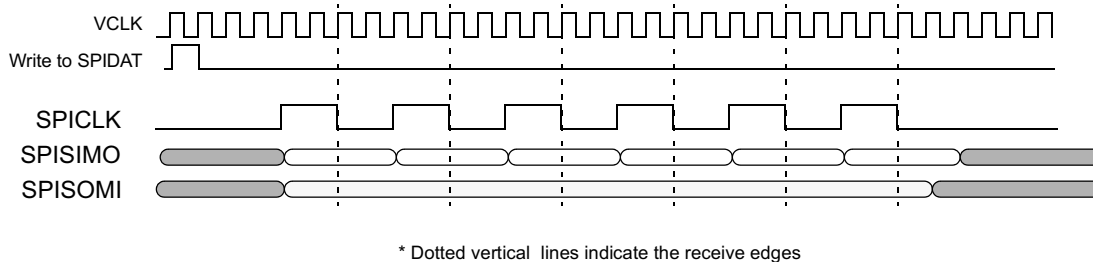 VCLK
Write to SPIDAT
SPICLK
SPISIMO
SPISOMI
* Dotted vertical lines indicate the receive edges